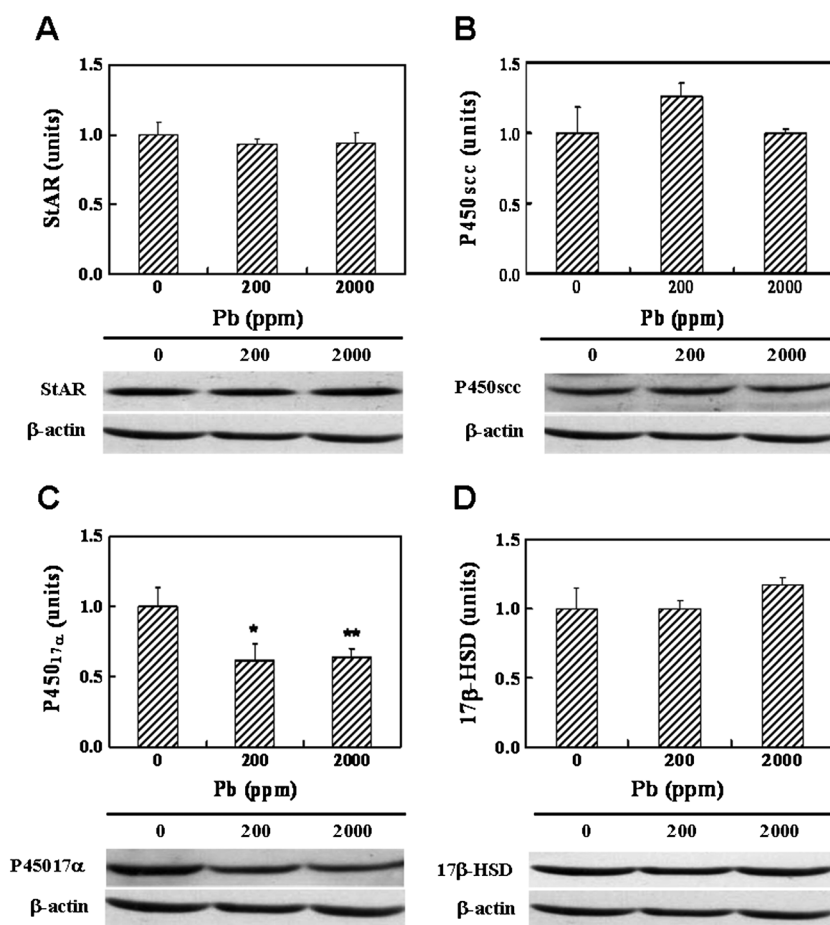 A
1.5
1.0
0.5
0.0
StAR (units)
0 200 2000
Pb (ppm)
0 200 2000
StAR
β-actin
B
1.5
1.0
0.5
0.0
P450scc (units)
0 200 2000
Pb (ppm)
0 200 2000
P450scc
β-actin
C
1.5
1.0
0.5
0.0
P45017α (units)
* **
0 200 2000
Pb (ppm)
0 200 2000
P45017α
β-actin
D
1.5
1.0
0.5
0.0
17β-HSD (units)
0 200 2000
Pb (ppm)
0 200 2000
17β-HSD
β-actin